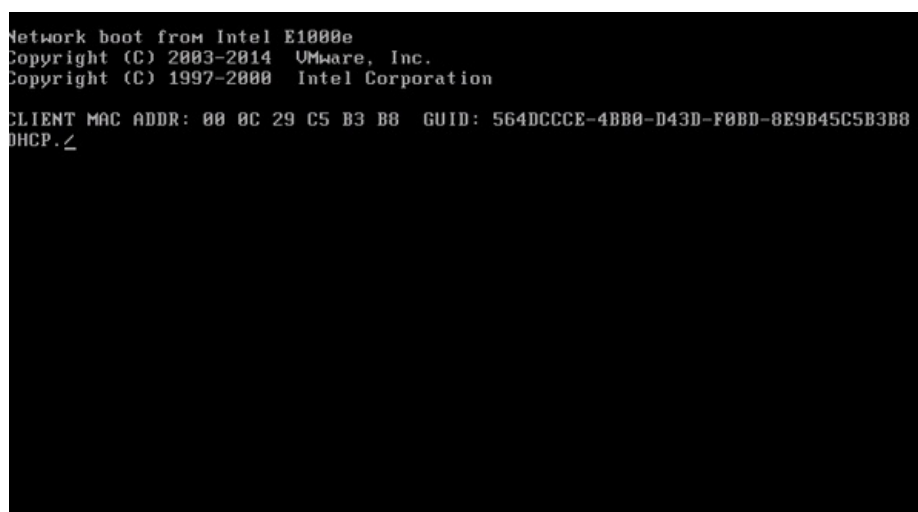 Network boot from Intel E1000e
Copyright (C) 2003-2014 VMware, Inc.
Copyright (C) 1997-2000 Intel Corporation
CLIENT MAC ADDR: 00 0C 29 C5 B3 B8 GUID: 564DCCCE-4BB0-D43D-F0BD-8E9B45C5B3B8
DHCP./